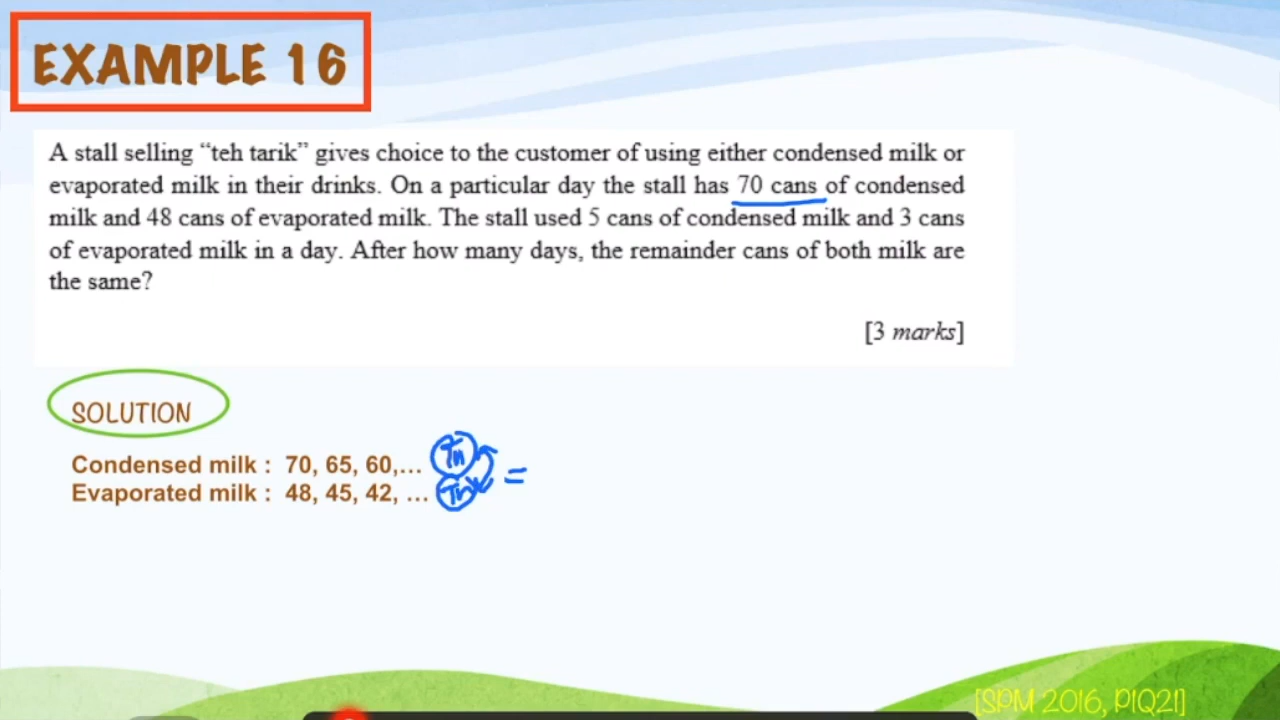 EXAMPLE 16
A stall selling “teh tarik” gives choice to the customer of using either condensed milk or
evaporated milk in their drinks. On a particular day the stall has 70 cans of condensed
milk and 48 cans of evaporated milk. The stall used 5 cans of condensed milk and 3 cans
of evaporated milk in a day. After how many days, the remainder cans of both milk are
the same?
[3 marks]
SOLUTION
Condensed milk : 70, 65, 60,... Tn
Evaporated milk : 48, 45, 42, ... Tn =
[SPM 2016, P1Q21]